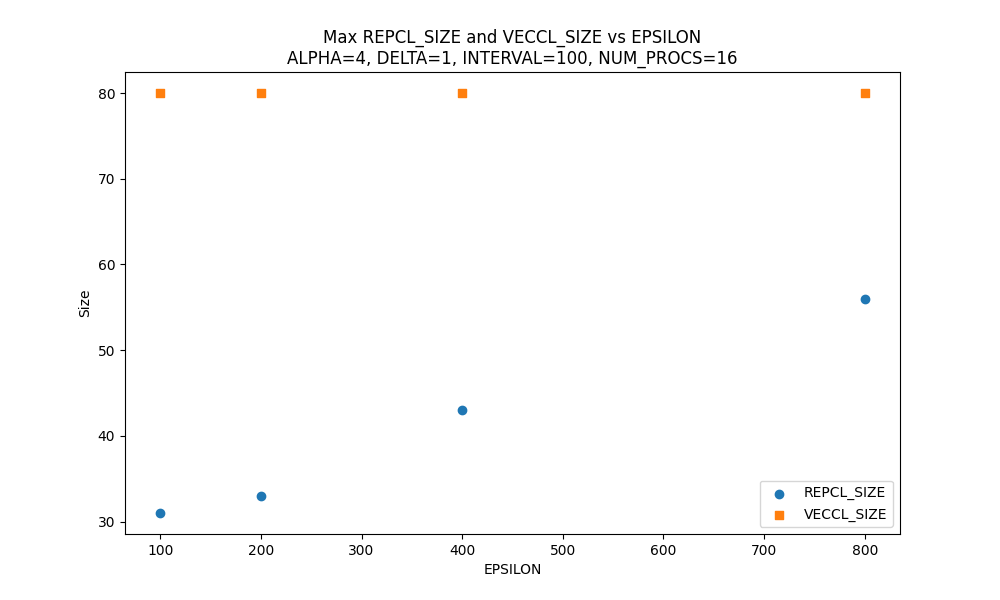 Max REPCL_SIZE and VECCL_SIZE vs EPSILON
ALPHA=4, DELTA=1, INTERVAL=100, NUM_PROCS=16
80
70
60
50
40
30
Size
100 200 300 400 500 600 700 800
EPSILON
REPCL_SIZE
VECCL_SIZE